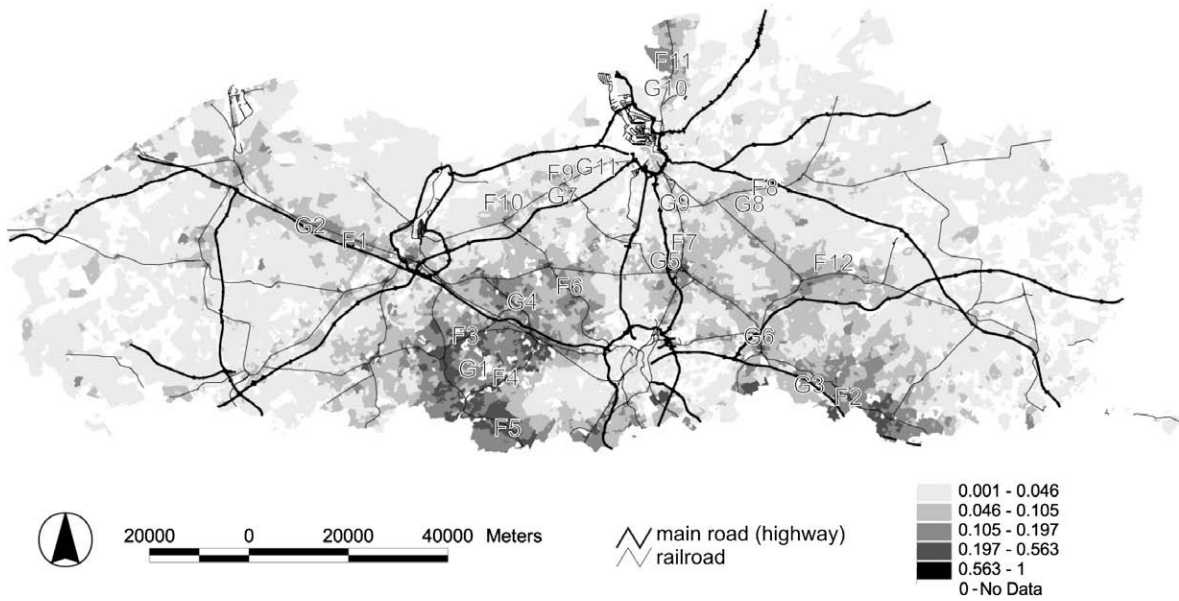 F11
G10
F9 G11
G7
F10
G9
G8 F8
G2
F1
F7
G5
F12
F6
G4
F3
G6
G1
F4
G3
F2
F5
20000 0 20000 40000 Meters
main road (highway)
railroad
0.001 - 0.046
0.046 - 0.105
0.105 - 0.197
0.197 - 0.563
0.563 - 1
0 - No Data